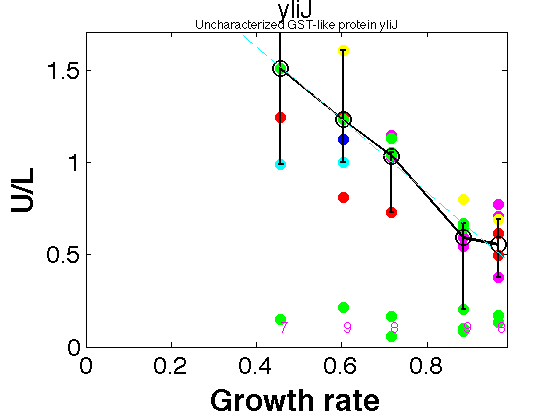 yliJ
Uncharacterized GST-like protein yliJ
1.5
1
0.5
0
U/L
7 9 8 9 6
0 0.2 0.4 0.6 0.8
Growth rate